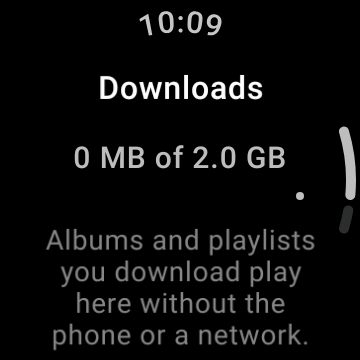 10:09
Downloads
0 MB of 2.0 GB
Albums and playlists
you download play
here without the
phone or a network.